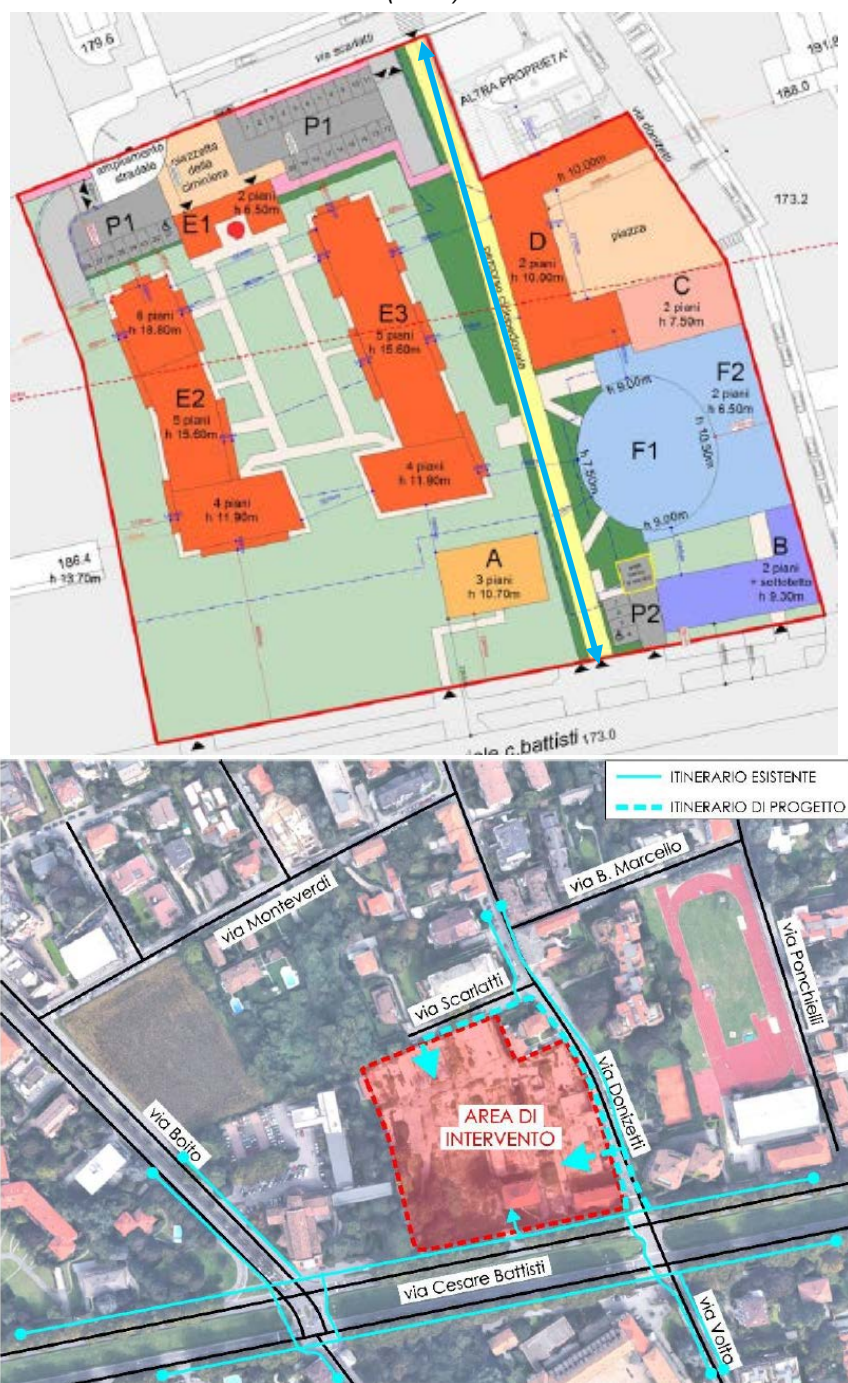 179.6
via scarlatti
191.8
188.0
ALTRA PROPRIETA'
via donizetti
P1
ampliamento
stradale
piazzetta
della
ciminiera
h 10.00m
173.2
2 piani
h 6.50m
E1
P1
D
2 piani
h 10.00m
piazza
percorso ciclopedonale
C
2 piani
h 7.50m
6 piani
h 18.80m
E3
5 piani
h 15.60m
E2
5 piani
h 15.60m
h 9.00m
F2
2 piani
h 6.50m
F1
h 10.50m
h 7.50m
4 piani
h 11.90m
4 piani
h 11.90m
h 9.00m
186.4
h 13.70m
A
3 piani
h 10.70m
B
2 piani
+ sottotetto
h 9.30m
P2
c.battisti 173.0
ITINERARIO ESISTENTE
ITINERARIO DI PROGETTO
via B. Marcello
via Monteverdi
via Ponchielli
via Scarlatti
via Donizetti
AREA DI
INTERVENTO
via Boito
via Cesare Battisti
via Volta